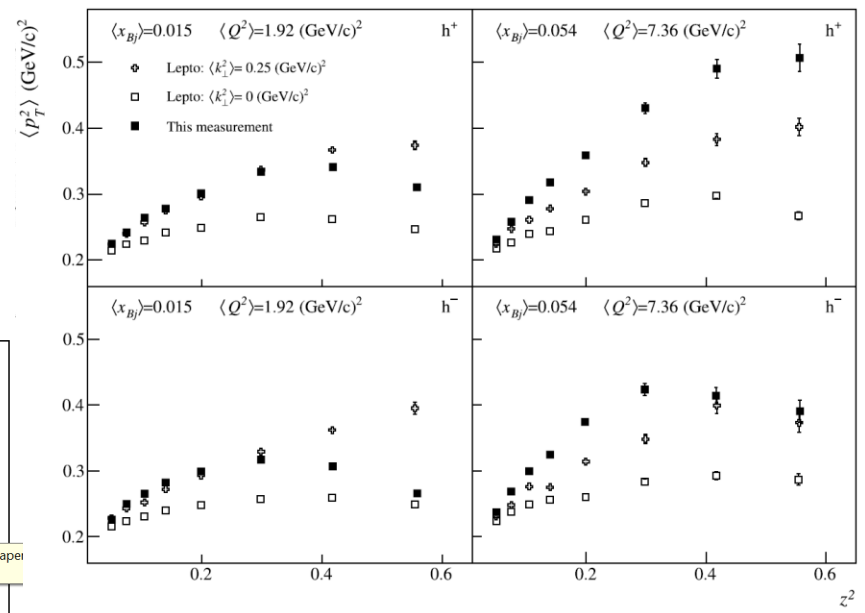 ⟨x_Bj⟩=0.015 ⟨Q²⟩=1.92 (GeV/c)² h⁺
⟨x_Bj⟩=0.054 ⟨Q²⟩=7.36 (GeV/c)² h⁺
Lepto: ⟨k²⊥⟩= 0.25 (GeV/c)²
Lepto: ⟨k²⊥⟩= 0 (GeV/c)²
This measurement
⟨p²_T⟩ (GeV/c)²
0.5
0.4
0.3
0.2
⟨x_Bj⟩=0.015 ⟨Q²⟩=1.92 (GeV/c)² h⁻
⟨x_Bj⟩=0.054 ⟨Q²⟩=7.36 (GeV/c)² h⁻
0.5
0.4
0.3
0.2
0.2 0.4 0.6 0.2 0.4 0.6
z²